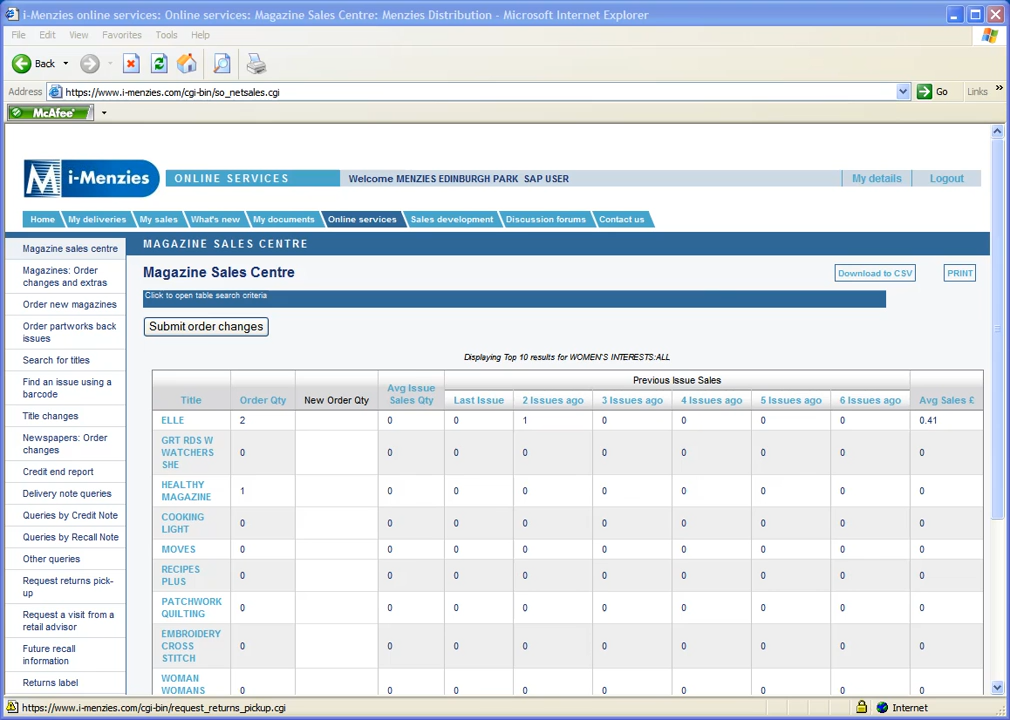 i-Menzies online services: Online services: Magazine Sales Centre: Menzies Distribution - Microsoft Internet Explorer
File Edit View Favorites Tools Help
Back
Address https://www.i-menzies.com/cgi-bin/so_netsales.cgi Go Links »
McAfee
i-Menzies ONLINE SERVICES Welcome MENZIES EDINBURGH PARK SAP USER My details Logout
Home My deliveries My sales What's new My documents Online services Sales development Discussion forums Contact us
Magazine sales centre
Magazines: Order
changes and extras
Order new magazines
Order partworks back
issues
Search for titles
Find an issue using a
barcode
Title changes
Newspapers: Order
changes
Credit end report
Delivery note queries
Queries by Credit Note
Queries by Recall Note
Other queries
Request returns pick-
up
Request a visit from a
retail advisor
Future recall
information
Returns label
MAGAZINE SALES CENTRE
Magazine Sales Centre Download to CSV PRINT
Click to open table search criteria
Submit order changes
Displaying Top 10 results for WOMEN'S INTERESTS:ALL
Previous Issue Sales
Title Order Qty New Order Qty Avg Issue Sales Qty Last Issue 2 Issues ago 3 Issues ago 4 Issues ago 5 Issues ago 6 Issues ago Avg Sales £
ELLE 2 0 0 1 0 0 0 0 0.41
GRT RDS W
WATCHERS 0 0 0 0 0 0 0 0 0
SHE
HEALTHY
MAGAZINE 1 0 0 0 0 0 0 0 0
COOKING
LIGHT 0 0 0 0 0 0 0 0 0
MOVES 0 0 0 0 0 0 0 0 0
RECIPES
PLUS 0 0 0 0 0 0 0 0 0
PATCHWORK
QUILTING 0 0 0 0 0 0 0 0 0
EMBROIDERY
CROSS 0 0 0 0 0 0 0 0 0
STITCH
WOMAN
WOMANS 0 0 0 0 0 0 0 0 0
https://www.i-menzies.com/cgi-bin/request_returns_pickup.cgi Internet